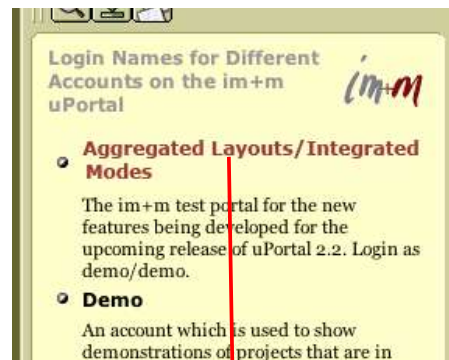 Login Names for Different
Accounts on the im+m
uPortal
im+m
Aggregated Layouts/Integrated
Modes
The im+m test portal for the new
features being developed for the
upcoming release of uPortal 2.2. Login as
demo/demo.
Demo
An account which is used to show
demonstrations of projects that are in